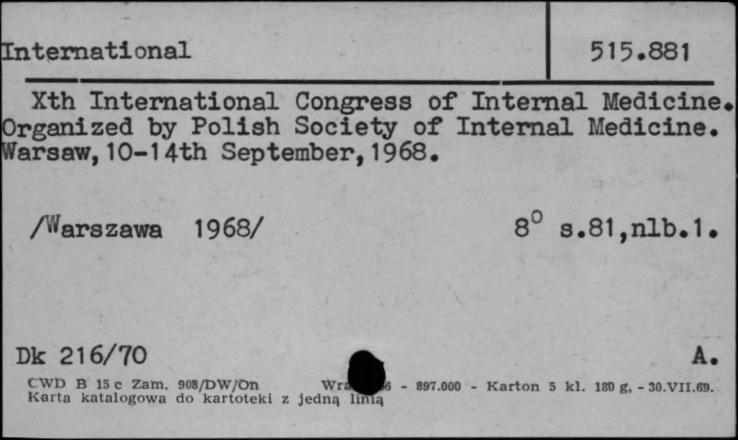 International 515.881
Xth International Congress of Internal Medicine.
Organized by Polish Society of Internal Medicine.
Warsaw,10-14th September,1968.
/Warszawa 1968/ 8° s.81,nlb.1.
Dk 216/70 A.
CWD B 15 c Zam. 908/DW/On - 897.000 - Karton 5 kl. 180 g. - 30.VII.69.
Karta katalogowa do kartoteki z jedną linią